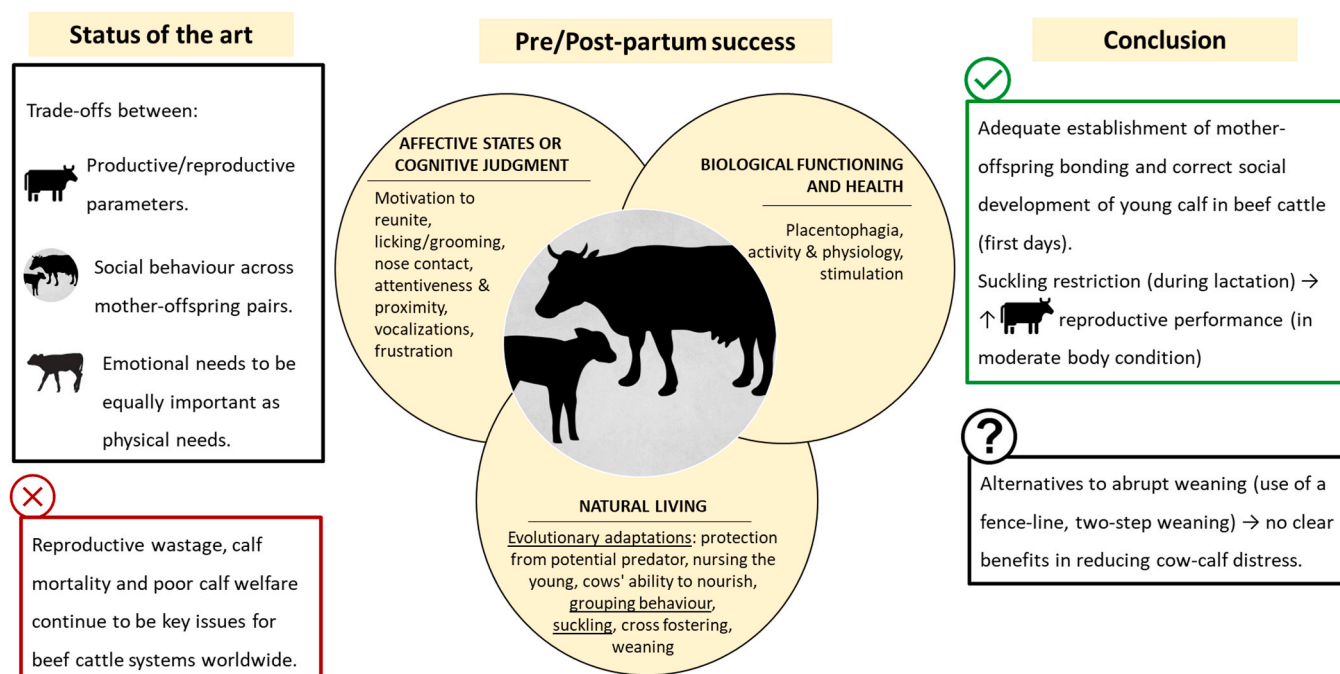 Status of the art
Trade-offs between:
Productive/reproductive
parameters.
Social behaviour across
mother-offspring pairs.
Emotional needs to be
equally important as
physical needs.
Reproductive wastage, calf
mortality and poor calf welfare
continue to be key issues for
beef cattle systems worldwide.
Pre/Post-partum success
AFFECTIVE STATES OR
COGNITIVE JUDGMENT
Motivation to
reunite,
licking/grooming,
nose contact,
attentiveness &
proximity,
vocalizations,
frustration
BIOLOGICAL FUNCTIONING
AND HEALTH
Placentophagia,
activity & physiology,
stimulation
NATURAL LIVING
Evolutionary adaptations: protection
from potential predator, nursing the
young, cows' ability to nourish,
grouping behaviour,
suckling, cross fostering,
weaning
Conclusion
Adequate establishment of mother-
offspring bonding and correct social
development of young calf in beef cattle
(first days).
Suckling restriction (during lactation) →
↑ reproductive performance (in
moderate body condition)
?
Alternatives to abrupt weaning (use of a
fence-line, two-step weaning) → no clear
benefits in reducing cow-calf distress.